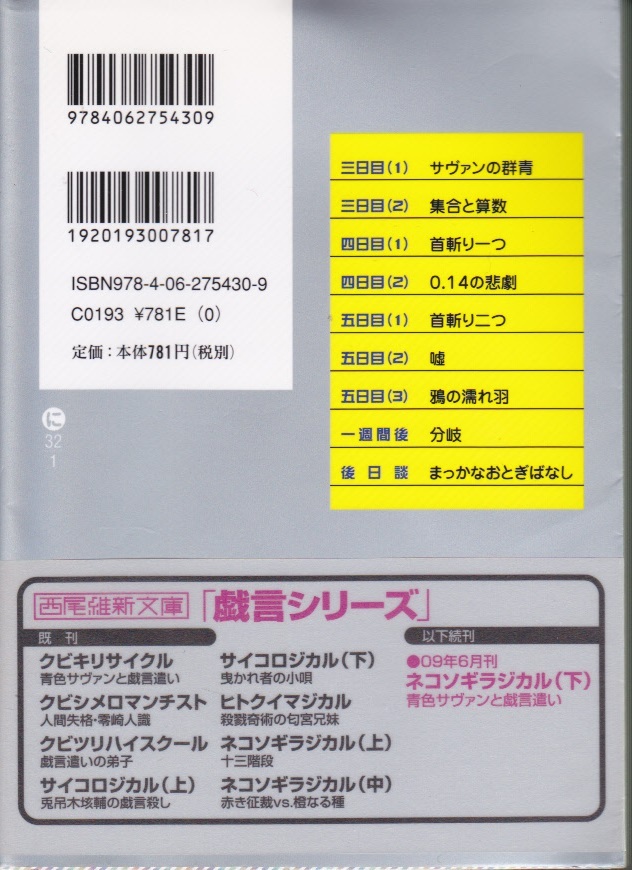 9784062754309
1920193007817
ISBN978-4-06-275430-9
C0193 ¥781E (0)
定価:本体781円(税別)
に
32
1
三日目(1) サヴァンの群青
三日目(2) 集合と算数
四日目(1) 首斬り一つ
四日目(2) 0.14の悲劇
五日目(1) 首斬り二つ
五日目(2) 嘘
五日目(3) 鴉の濡れ羽
一週間後 分岐
後日談 まっかなおとぎばなし
西尾維新文庫「戯言シリーズ」
既刊
クビキリサイクル
青色サヴァンと戯言遣い
クビシメロマンチスト
人間失格・零崎人識
クビツリハイスクール
戯言遣いの弟子
サイコロジカル(上)
兎吊木垓輔の戯言殺し
サイコロジカル(下)
曳かれ者の小唄
ヒトクイマジカル
殺戮奇術の匂宮兄妹
ネコソギラジカル(上)
十三階段
ネコソギラジカル(中)
赤き征裁vs.橙なる種
以下続刊
●09年6月刊
ネコソギラジカル(下)
青色サヴァンと戯言遣い